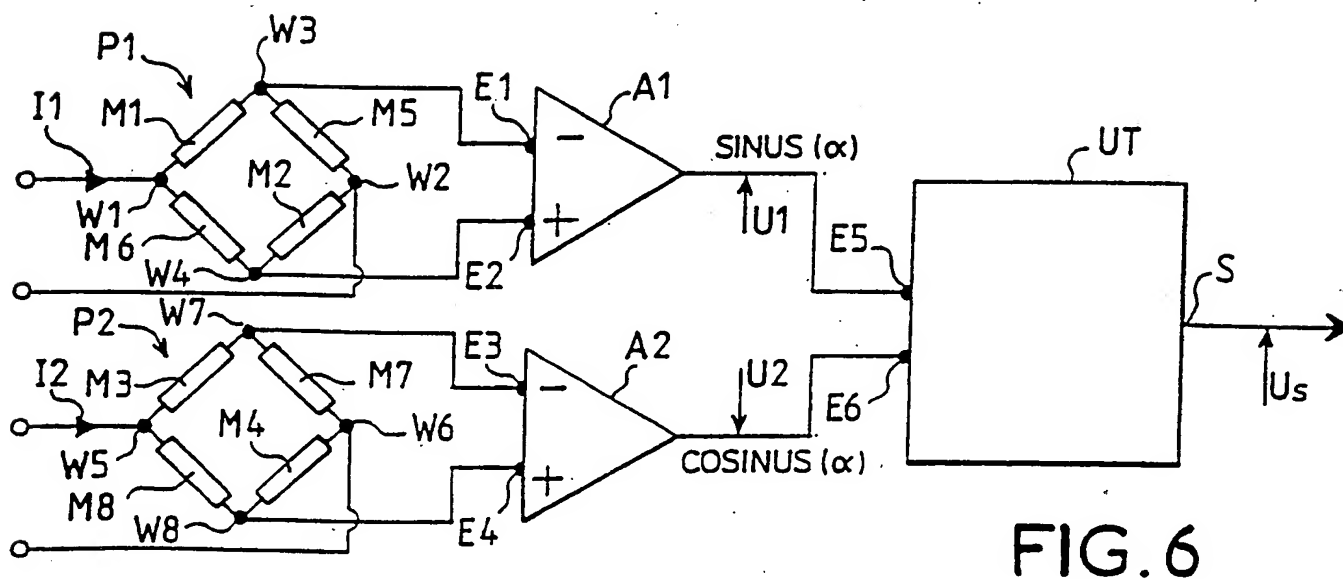 W3
P1
E1
A1
I1
M1
M5
−
SINUS (α)
UT
M2
W2
W1
U1
M6
+
E5
W4
E2
S
W7
P2
E3
A2
I2
M3
M7
−
U2
Us
M4
W6
E6
W5
COSINUS (α)
M8
+
W8
E4
FIG. 6